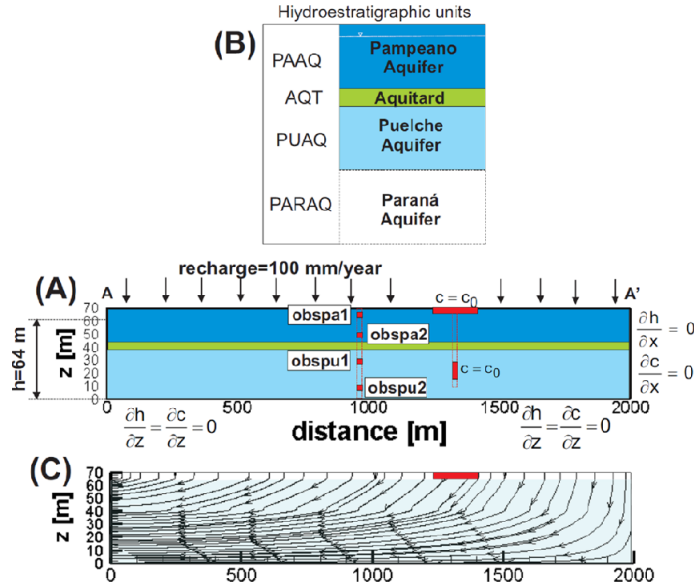 Hiydroestratigraphic units
(B)
PAAQ
Pampeano
Aquifer
AQT
Aquitard
PUAQ
Puelche
Aquifer
PARAQ
Paraná
Aquifer
(A)
recharge=100 mm/year
A
c = c₀
A'
h=64 m
z [m]
70
60
50
40
30
20
10
0
obspa1
obspa2
obspu1
obspu2
c = c₀
∂h/∂x = 0
∂c/∂x = 0
0 500 1000 1500 2000
∂h/∂z = ∂c/∂z = 0
distance [m]
∂h/∂z = ∂c/∂z = 0
(C)
z [m]
70
60
50
40
30
20
10
0
0 500 1000 1500 2000